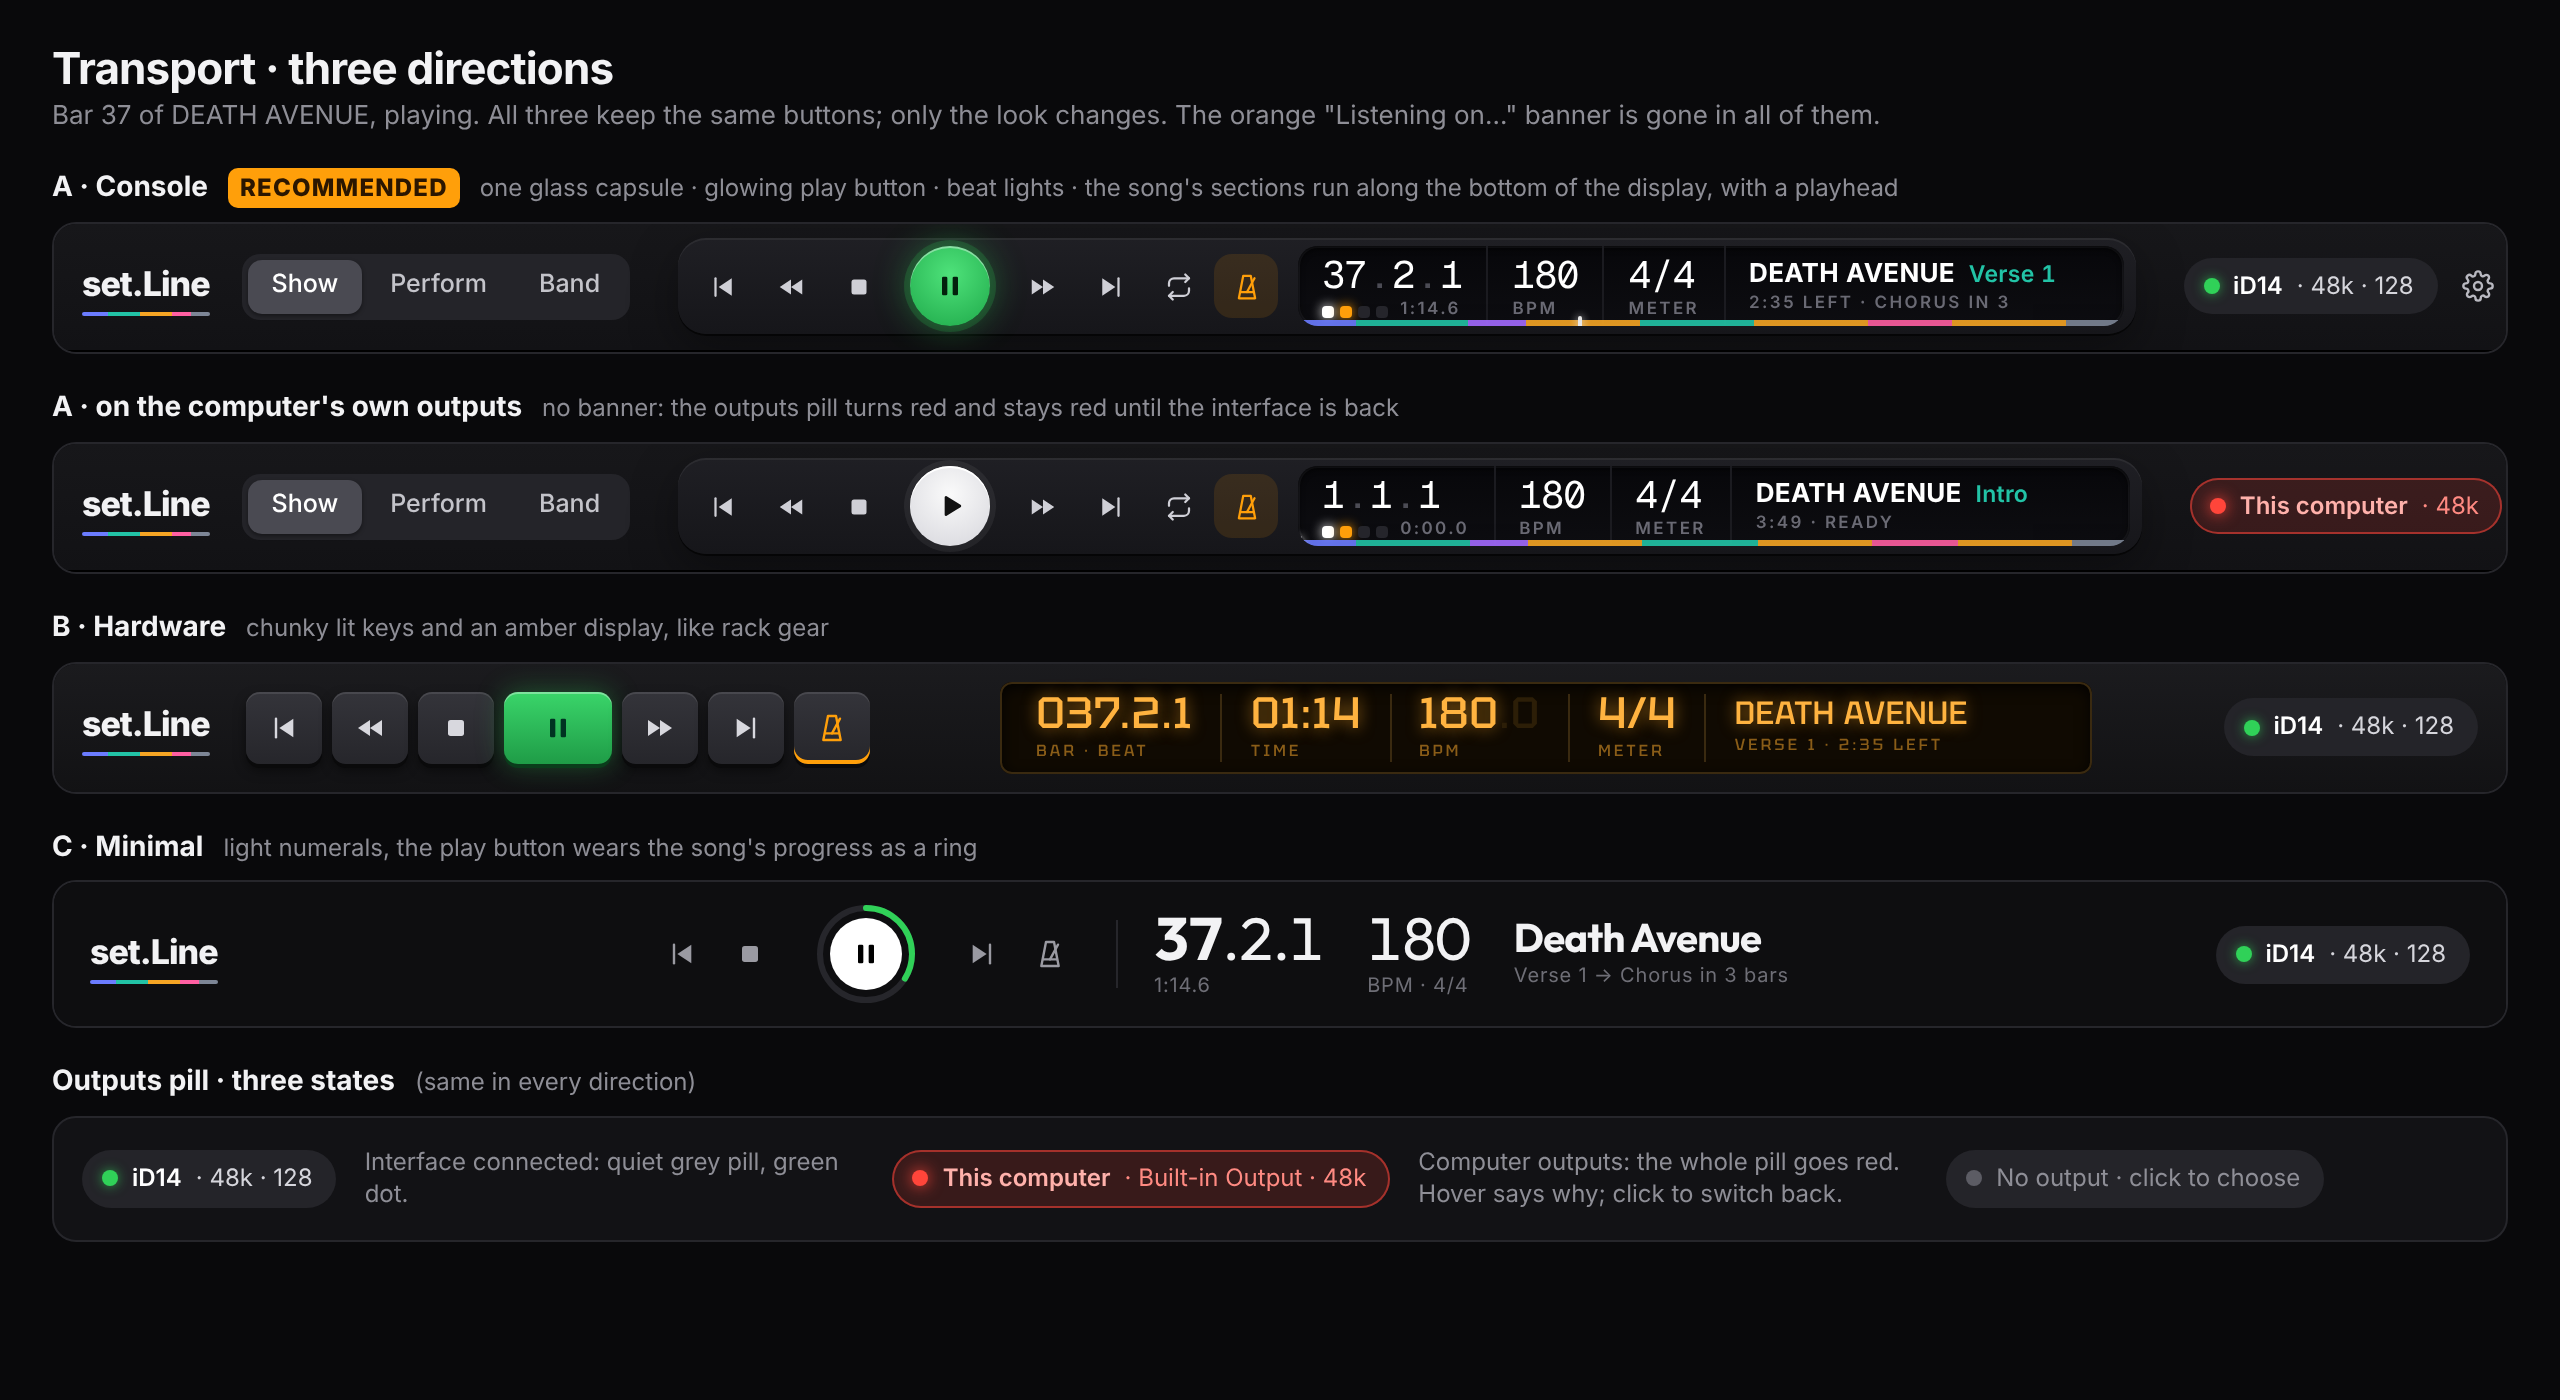 Transport · three directions
Bar 37 of DEATH AVENUE, playing. All three keep the same buttons; only the look changes. The orange "Listening on..." banner is gone in all of them.
A · Console RECOMMENDED one glass capsule · glowing play button · beat lights · the song's sections run along the bottom of the display, with a playhead
set.Line Show Perform Band 37.2.1 180 4/4 DEATH AVENUE Verse 1 iD14 · 48k · 128
1:14.6 BPM METER 2:35 LEFT · CHORUS IN 3
A · on the computer's own outputs no banner: the outputs pill turns red and stays red until the interface is back
set.Line Show Perform Band 1.1.1 180 4/4 DEATH AVENUE Intro This computer · 48k
0:00.0 BPM METER 3:49 · READY
B · Hardware chunky lit keys and an amber display, like rack gear
set.Line 037.2.1 01:14 180.0 4/4 DEATH AVENUE iD14 · 48k · 128
BAR · BEAT TIME BPM METER VERSE 1 · 2:35 LEFT
C · Minimal light numerals, the play button wears the song's progress as a ring
set.Line 37.2.1 180 Death Avenue iD14 · 48k · 128
1:14.6 BPM · 4/4 Verse 1 → Chorus in 3 bars
Outputs pill · three states (same in every direction)
iD14 · 48k · 128 Interface connected: quiet grey pill, green
dot.
This computer · Built-in Output · 48k Computer outputs: the whole pill goes red.
Hover says why; click to switch back.
No output · click to choose